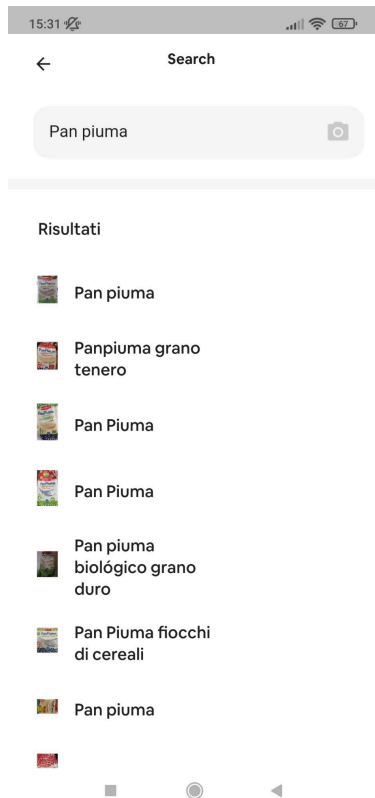 15:31
67
Search
Pan piuma
Risultati
Pan piuma
Panpiuma grano
tenero
Pan Piuma
Pan Piuma
Pan piuma
biológico grano
duro
Pan Piuma fiocchi
di cereali
Pan piuma